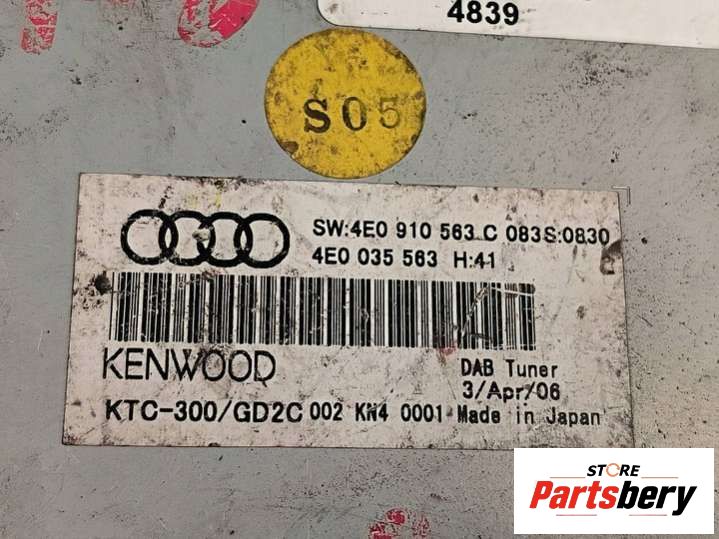 4839
S05
SW:4E0 910 563 C 083S:0830
4E0 035 563 H:41
KENWOOD
DAB Tuner
3/Apr/06
KTC-300/GD2C 002 KN4 0001 Made in Japan
STORE
Partsbery